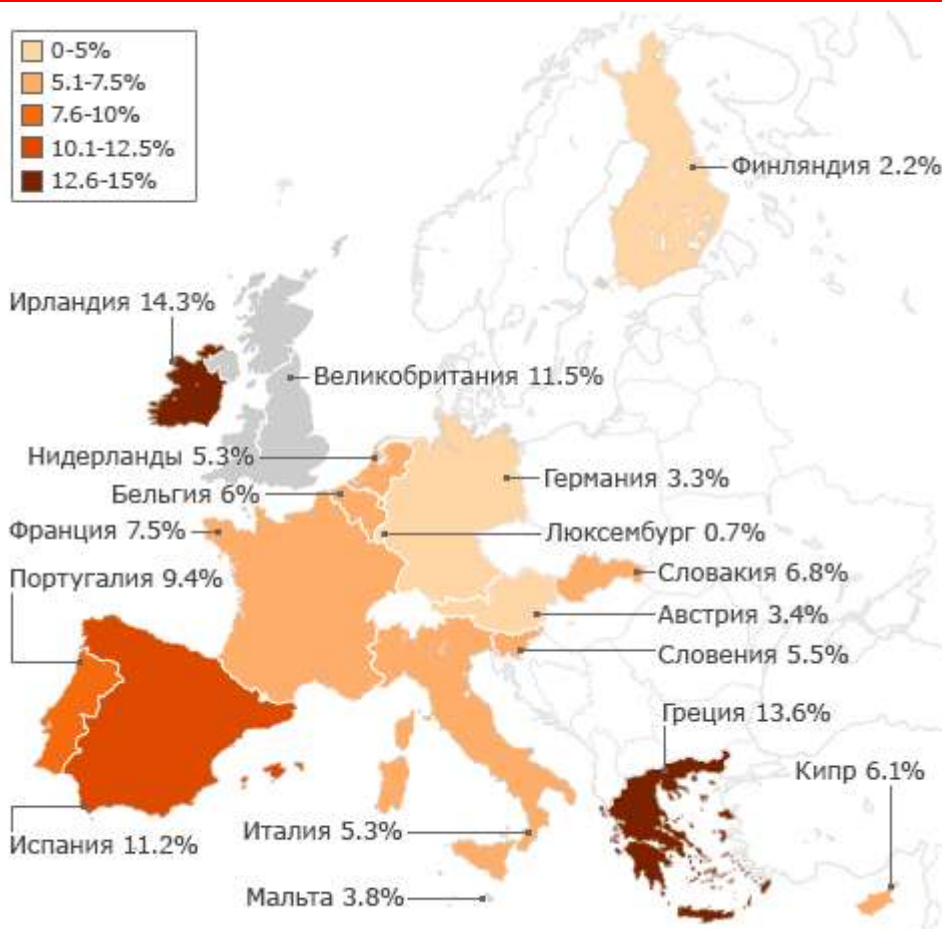 0-5%
5.1-7.5%
7.6-10%
10.1-12.5%
12.6-15%
Финляндия 2.2%
Ирландия 14.3%
Великобритания 11.5%
Нидерланды 5.3%
Германия 3.3%
Бельгия 6%
Франция 7.5%
Люксембург 0.7%
Португалия 9.4%
Словакия 6.8%
Австрия 3.4%
Словения 5.5%
Греция 13.6%
Кипр 6.1%
Италия 5.3%
Испания 11.2%
Мальта 3.8%